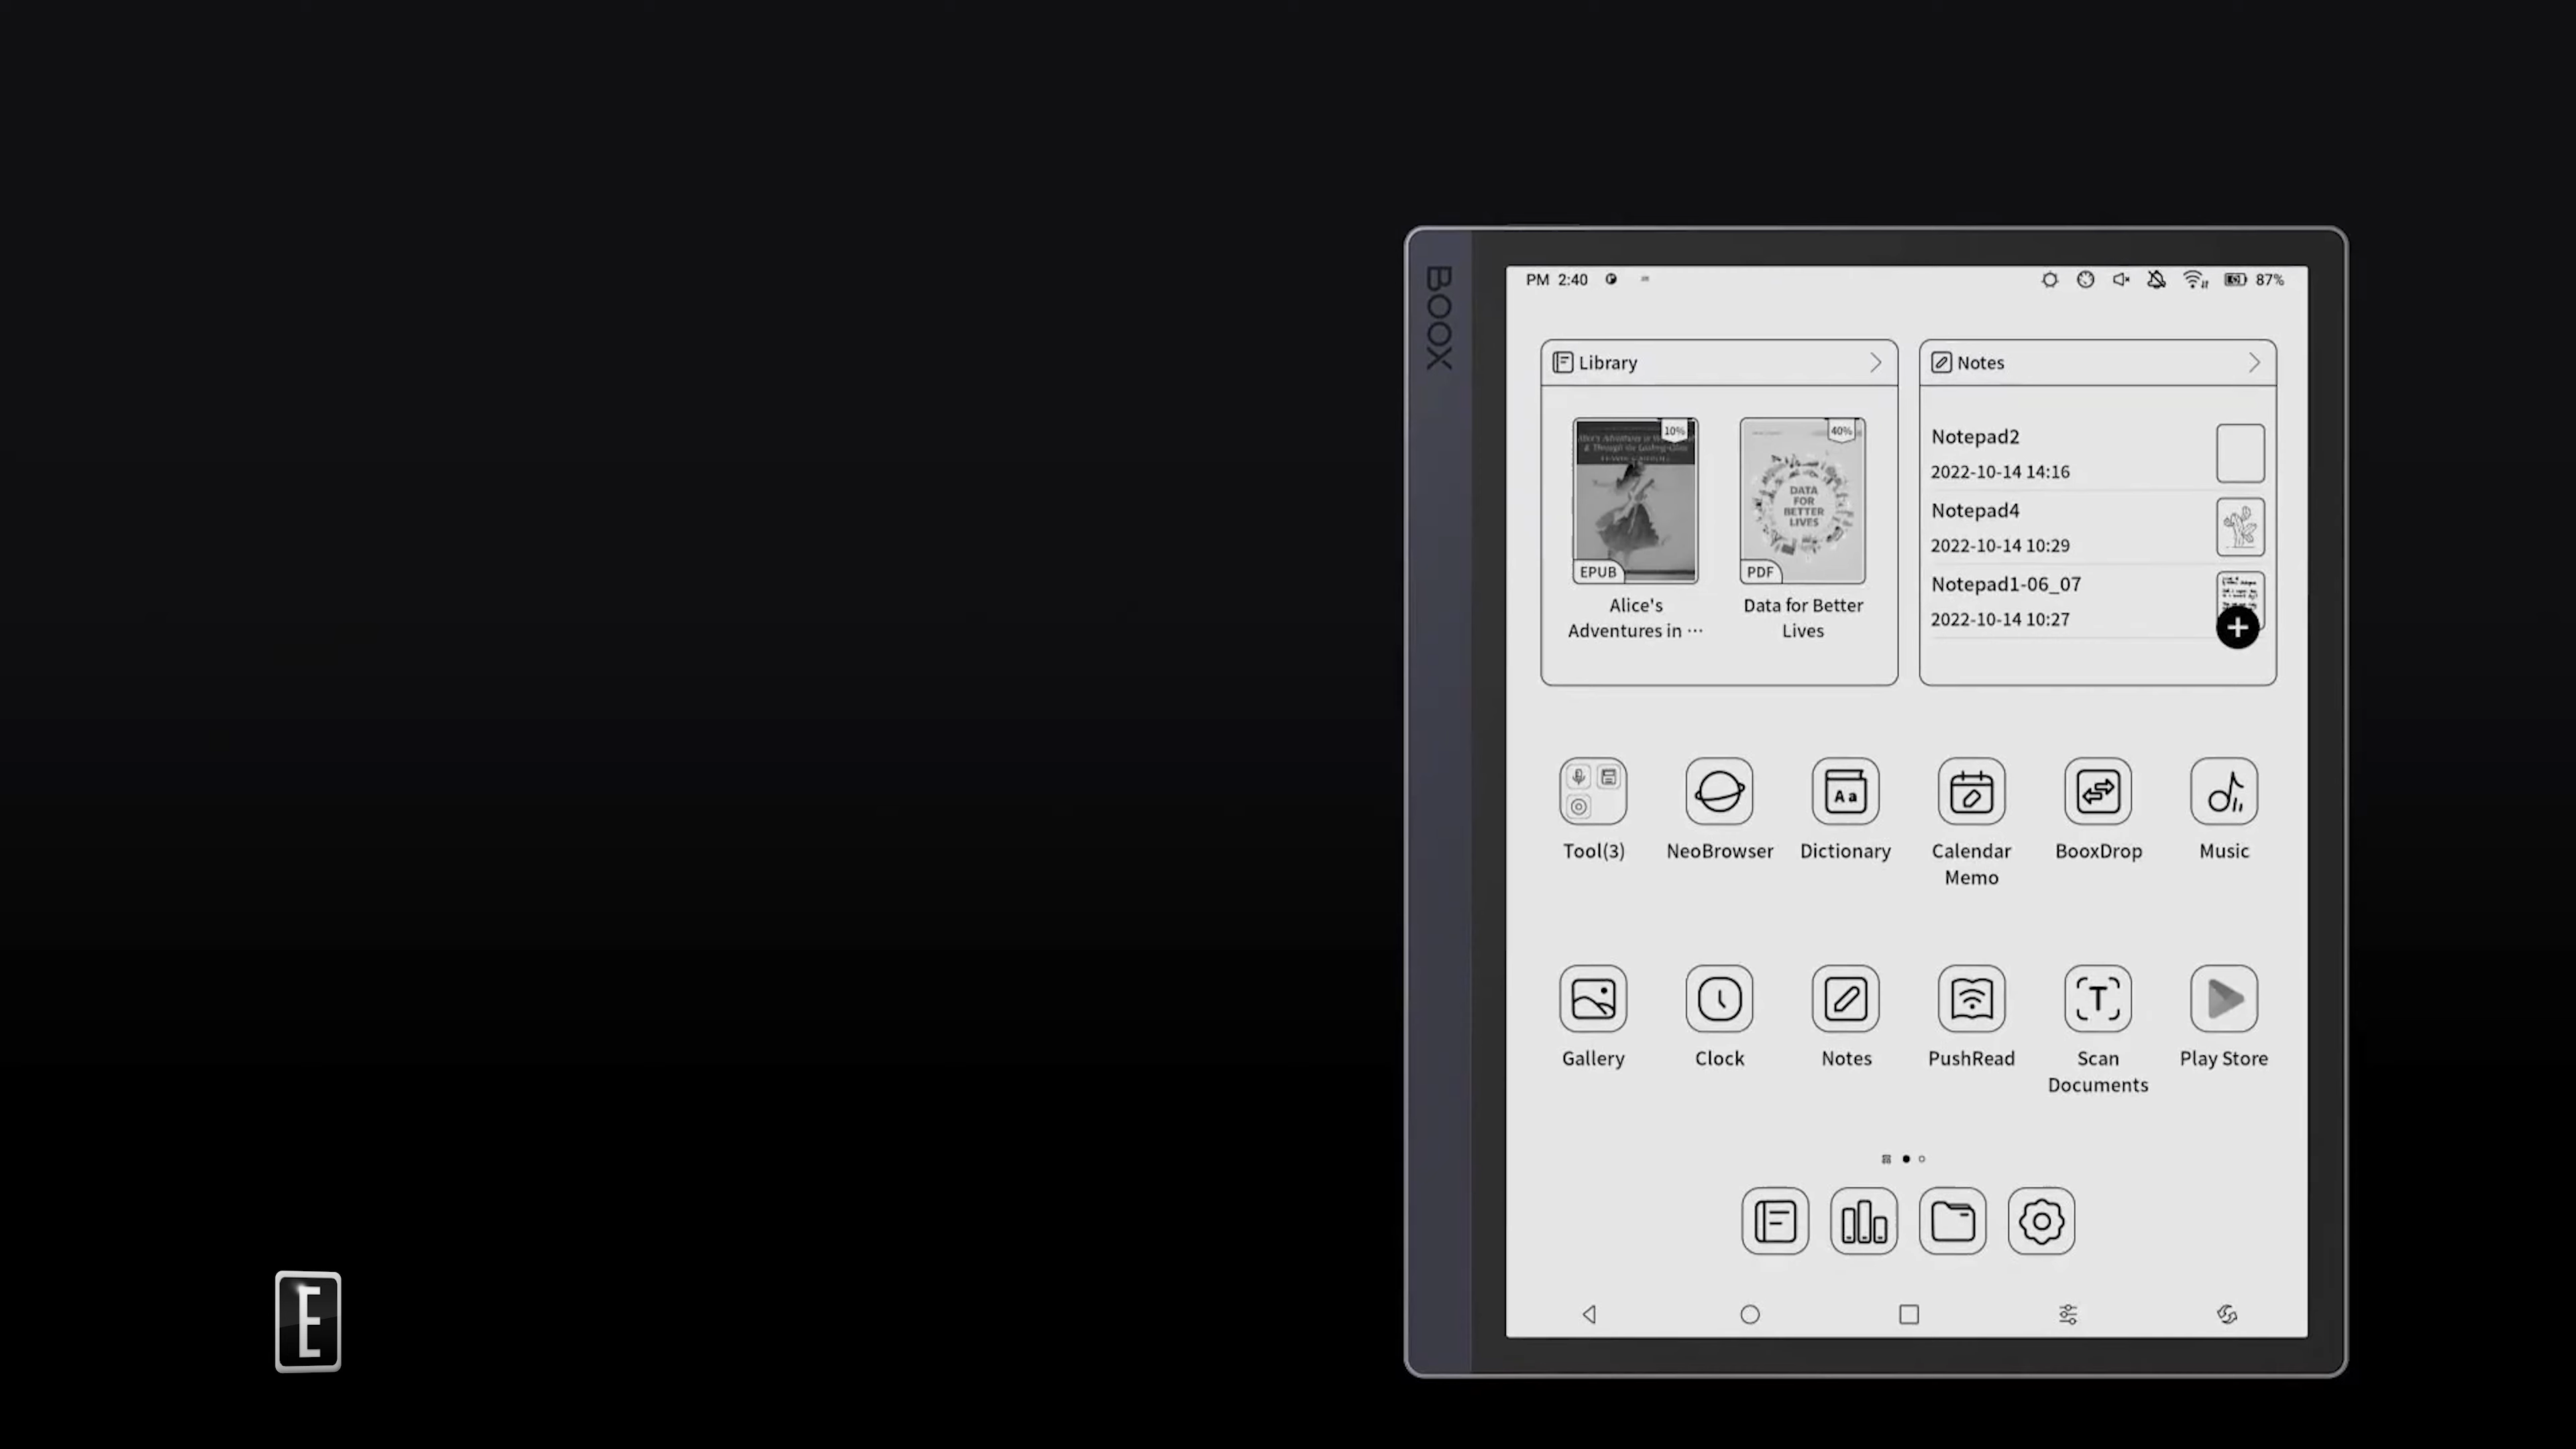 BOOX
PM 2:40
87%
Library
Notes
10%
40%
DATA
FOR
BETTER
LIVES
EPUB
PDF
Alice's
Adventures in ···
Data for Better
Lives
Notepad2
2022-10-14 14:16
Notepad4
2022-10-14 10:29
Notepad1-06_07
2022-10-14 10:27
Tool(3)
NeoBrowser
Aa
Dictionary
Calendar
Memo
BooxDrop
Music
Gallery
Clock
Notes
PushRead
T
Scan
Documents
Play Store
E